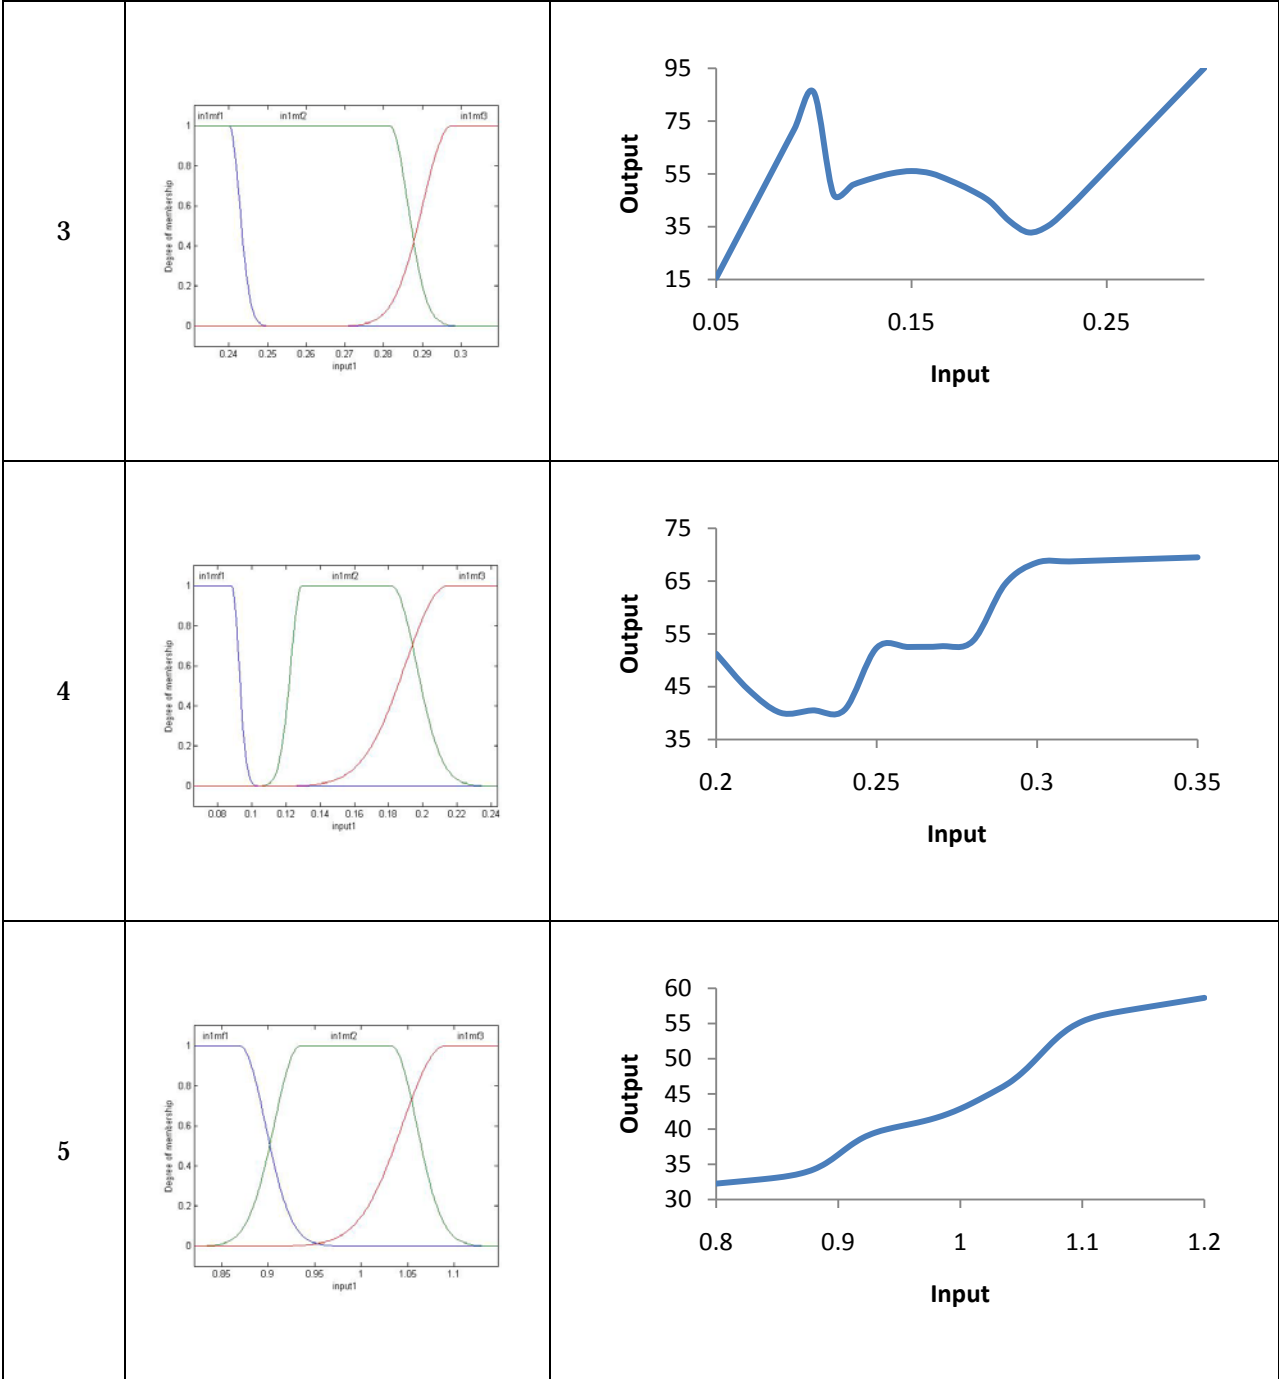 3
in1mf1 in1mf2 in1mf3
1
0.8
0.6
0.4
0.2
0
Degree of membership
0.24 0.25 0.26 0.27 0.28 0.29 0.3
input1
95
75
55
35
15
Output
0.05 0.15 0.25
Input
4
in1mf1 in1mf2 in1mf3
1
0.8
0.6
0.4
0.2
0
Degree of membership
0.08 0.1 0.12 0.14 0.16 0.18 0.2 0.22 0.24
input1
75
65
55
45
35
Output
0.2 0.25 0.3 0.35
Input
5
in1mf1 in1mf2 in1mf3
1
0.8
0.6
0.4
0.2
0
Degree of membership
0.85 0.9 0.95 1 1.05 1.1
input1
60
55
50
45
40
35
30
Output
0.8 0.9 1 1.1 1.2
Input